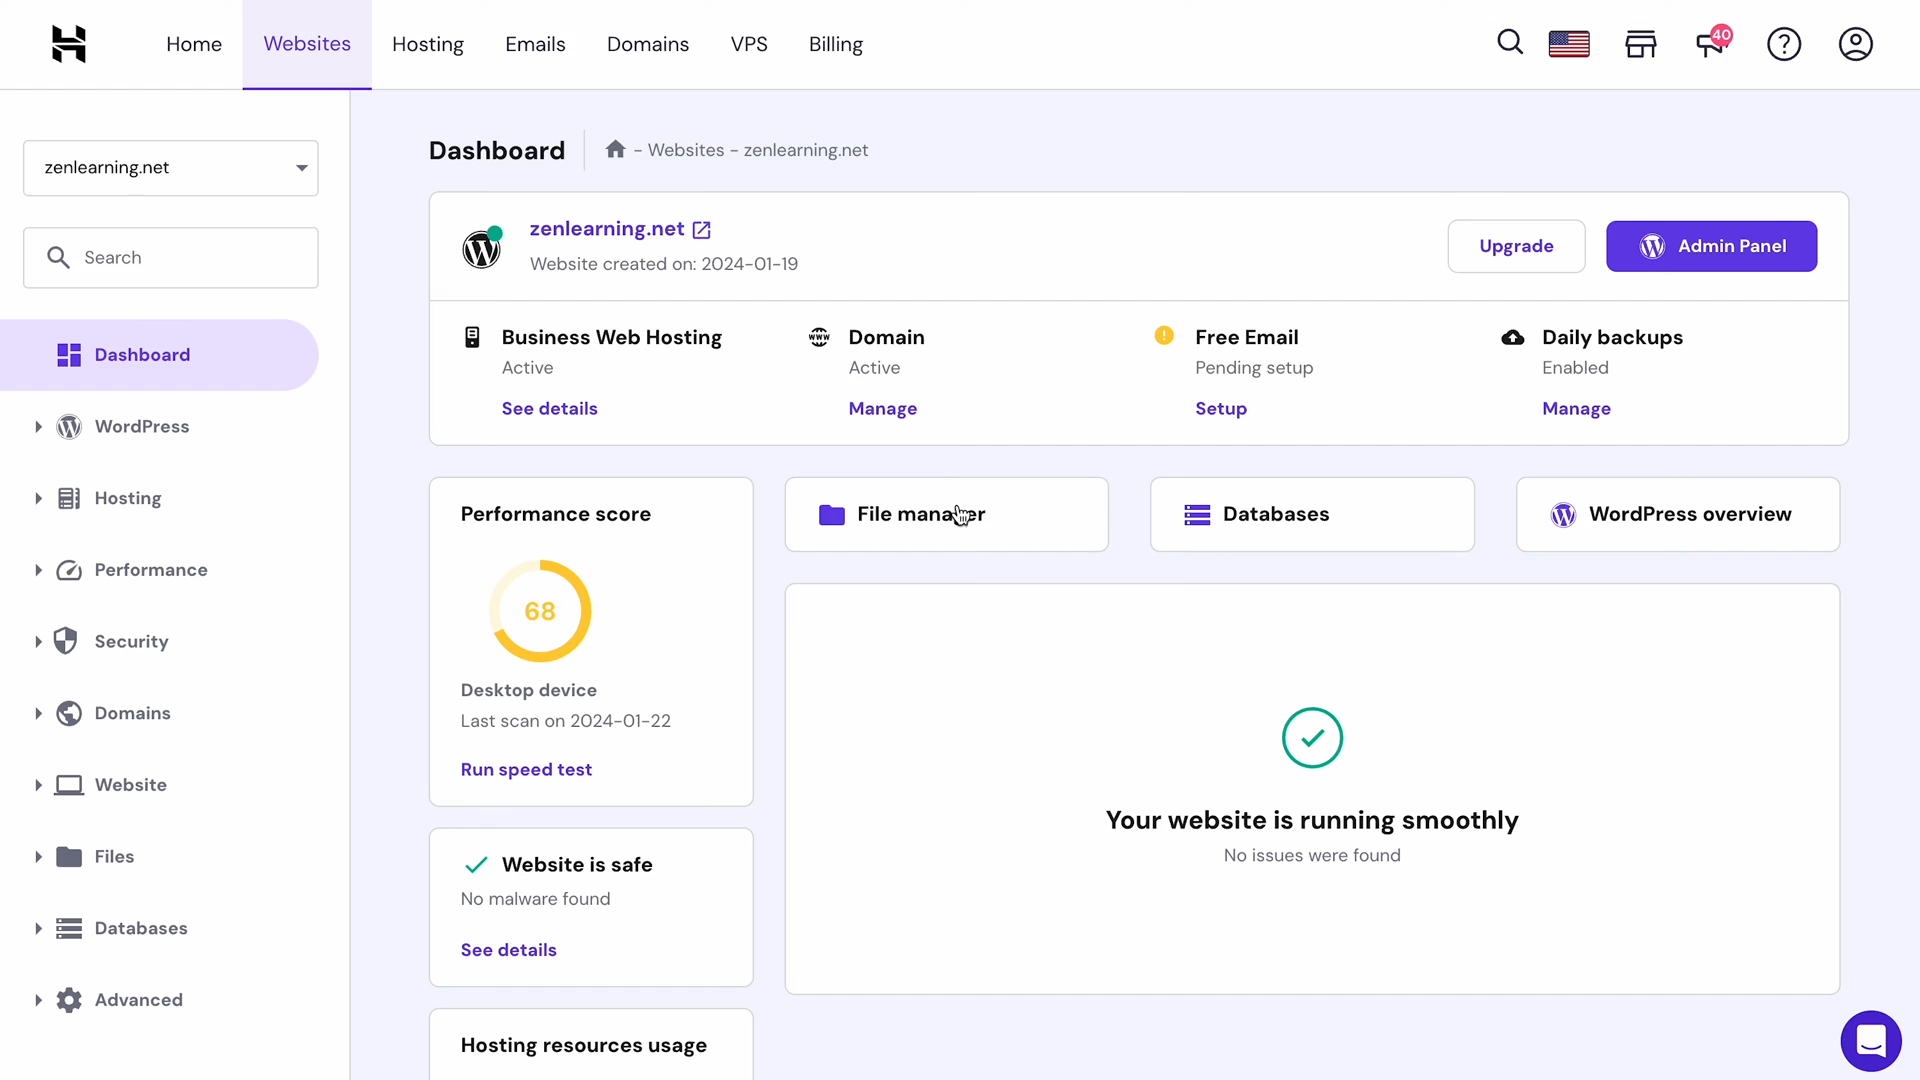 Home
Websites
Hosting
Emails
Domains
VPS
Billing
40
zenlearning.net
Search
Dashboard
WordPress
Hosting
Performance
Security
Domains
Website
Files
Databases
Advanced
Dashboard
- Websites - zenlearning.net
zenlearning.net
Website created on: 2024-01-19
Upgrade
Admin Panel
Business Web Hosting
Active
See details
WWW
Domain
Active
Manage
Free Email
Pending setup
Setup
Daily backups
Enabled
Manage
Performance score
68
Desktop device
Last scan on 2024-01-22
Run speed test
File manager
Databases
WordPress overview
Your website is running smoothly
No issues were found
Website is safe
No malware found
See details
Hosting resources usage